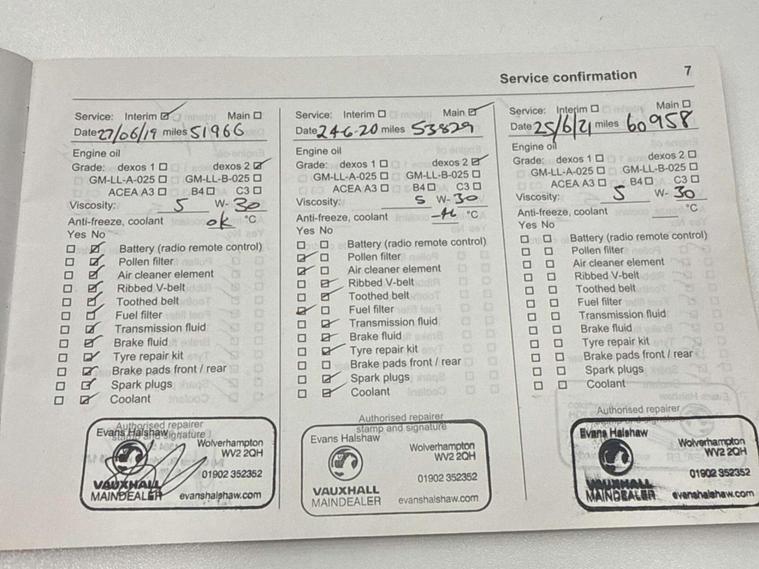 Service confirmation
7
Service: Interim ☑ Main ☐
Date 27/06/19 miles 51966
Engine oil
Grade: dexos 1 ☐ dexos 2 ☑
GM-LL-A-025 ☐ GM-LL-B-025 ☐
ACEA A3 ☐ B4 ☐ C3 ☐
Viscosity: 5 W- 30
Anti-freeze, coolant ok °C
Yes No
☐ ☑ Battery (radio remote control)
☐ ☑ Pollen filter
☐ ☑ Air cleaner element
☐ ☑ Ribbed V-belt
☐ ☑ Toothed belt
☐ ☑ Fuel filter
☐ ☑ Transmission fluid
☐ ☑ Brake fluid
☐ ☑ Tyre repair kit
☐ ☑ Brake pads front / rear
☐ ☑ Spark plugs
☐ ☑ Coolant
Authorised repairer
stamp and signature
Evans Halshaw
Wolverhampton
WV2 2QH
01902 352352
VAUXHALL
MAINDEALER evanshalshaw.com
Service: Interim ☐ Main ☑
Date 24-6-20 miles 53829
Engine oil
Grade: dexos 1 ☐ dexos 2 ☑
GM-LL-A-025 ☐ GM-LL-B-025 ☐
ACEA A3 ☐ B4 ☐ C3 ☐
Viscosity: 5 W- 30
Anti-freeze, coolant °C
Yes No
☐ ☐ Battery (radio remote control)
☑ ☐ Pollen filter
☑ ☐ Air cleaner element
☐ ☑ Ribbed V-belt
☐ ☑ Toothed belt
☑ ☐ Fuel filter
☐ ☑ Transmission fluid
☐ ☑ Brake fluid
☐ ☑ Tyre repair kit
☐ ☐ Brake pads front / rear
☐ ☑ Spark plugs
☐ ☑ Coolant
Authorised repairer
stamp and signature
Evans Halshaw
Wolverhampton
WV2 2QH
01902 352352
VAUXHALL
MAINDEALER evanshalshaw.com
Service: Interim ☐ Main ☐
Date 25/6/21 miles 60958
Engine oil
Grade: dexos 1 ☐ dexos 2 ☐
GM-LL-A-025 ☐ GM-LL-B-025 ☐
ACEA A3 ☐ B4 ☐ C3 ☐
Viscosity: 5 W- 30
Anti-freeze, coolant °C
Yes No
☐ ☐ Battery (radio remote control)
☐ ☐ Pollen filter
☐ ☐ Air cleaner element
☐ ☐ Ribbed V-belt
☐ ☐ Toothed belt
☐ ☐ Fuel filter
☐ ☐ Transmission fluid
☐ ☐ Brake fluid
☐ ☐ Tyre repair kit
☐ ☐ Brake pads front / rear
☐ ☐ Spark plugs
☐ ☐ Coolant
Authorised repairer
stamp and signature
Evans Halshaw
Wolverhampton
WV2 2QH
01902 352352
VAUXHALL
MAINDEALER evanshalshaw.com